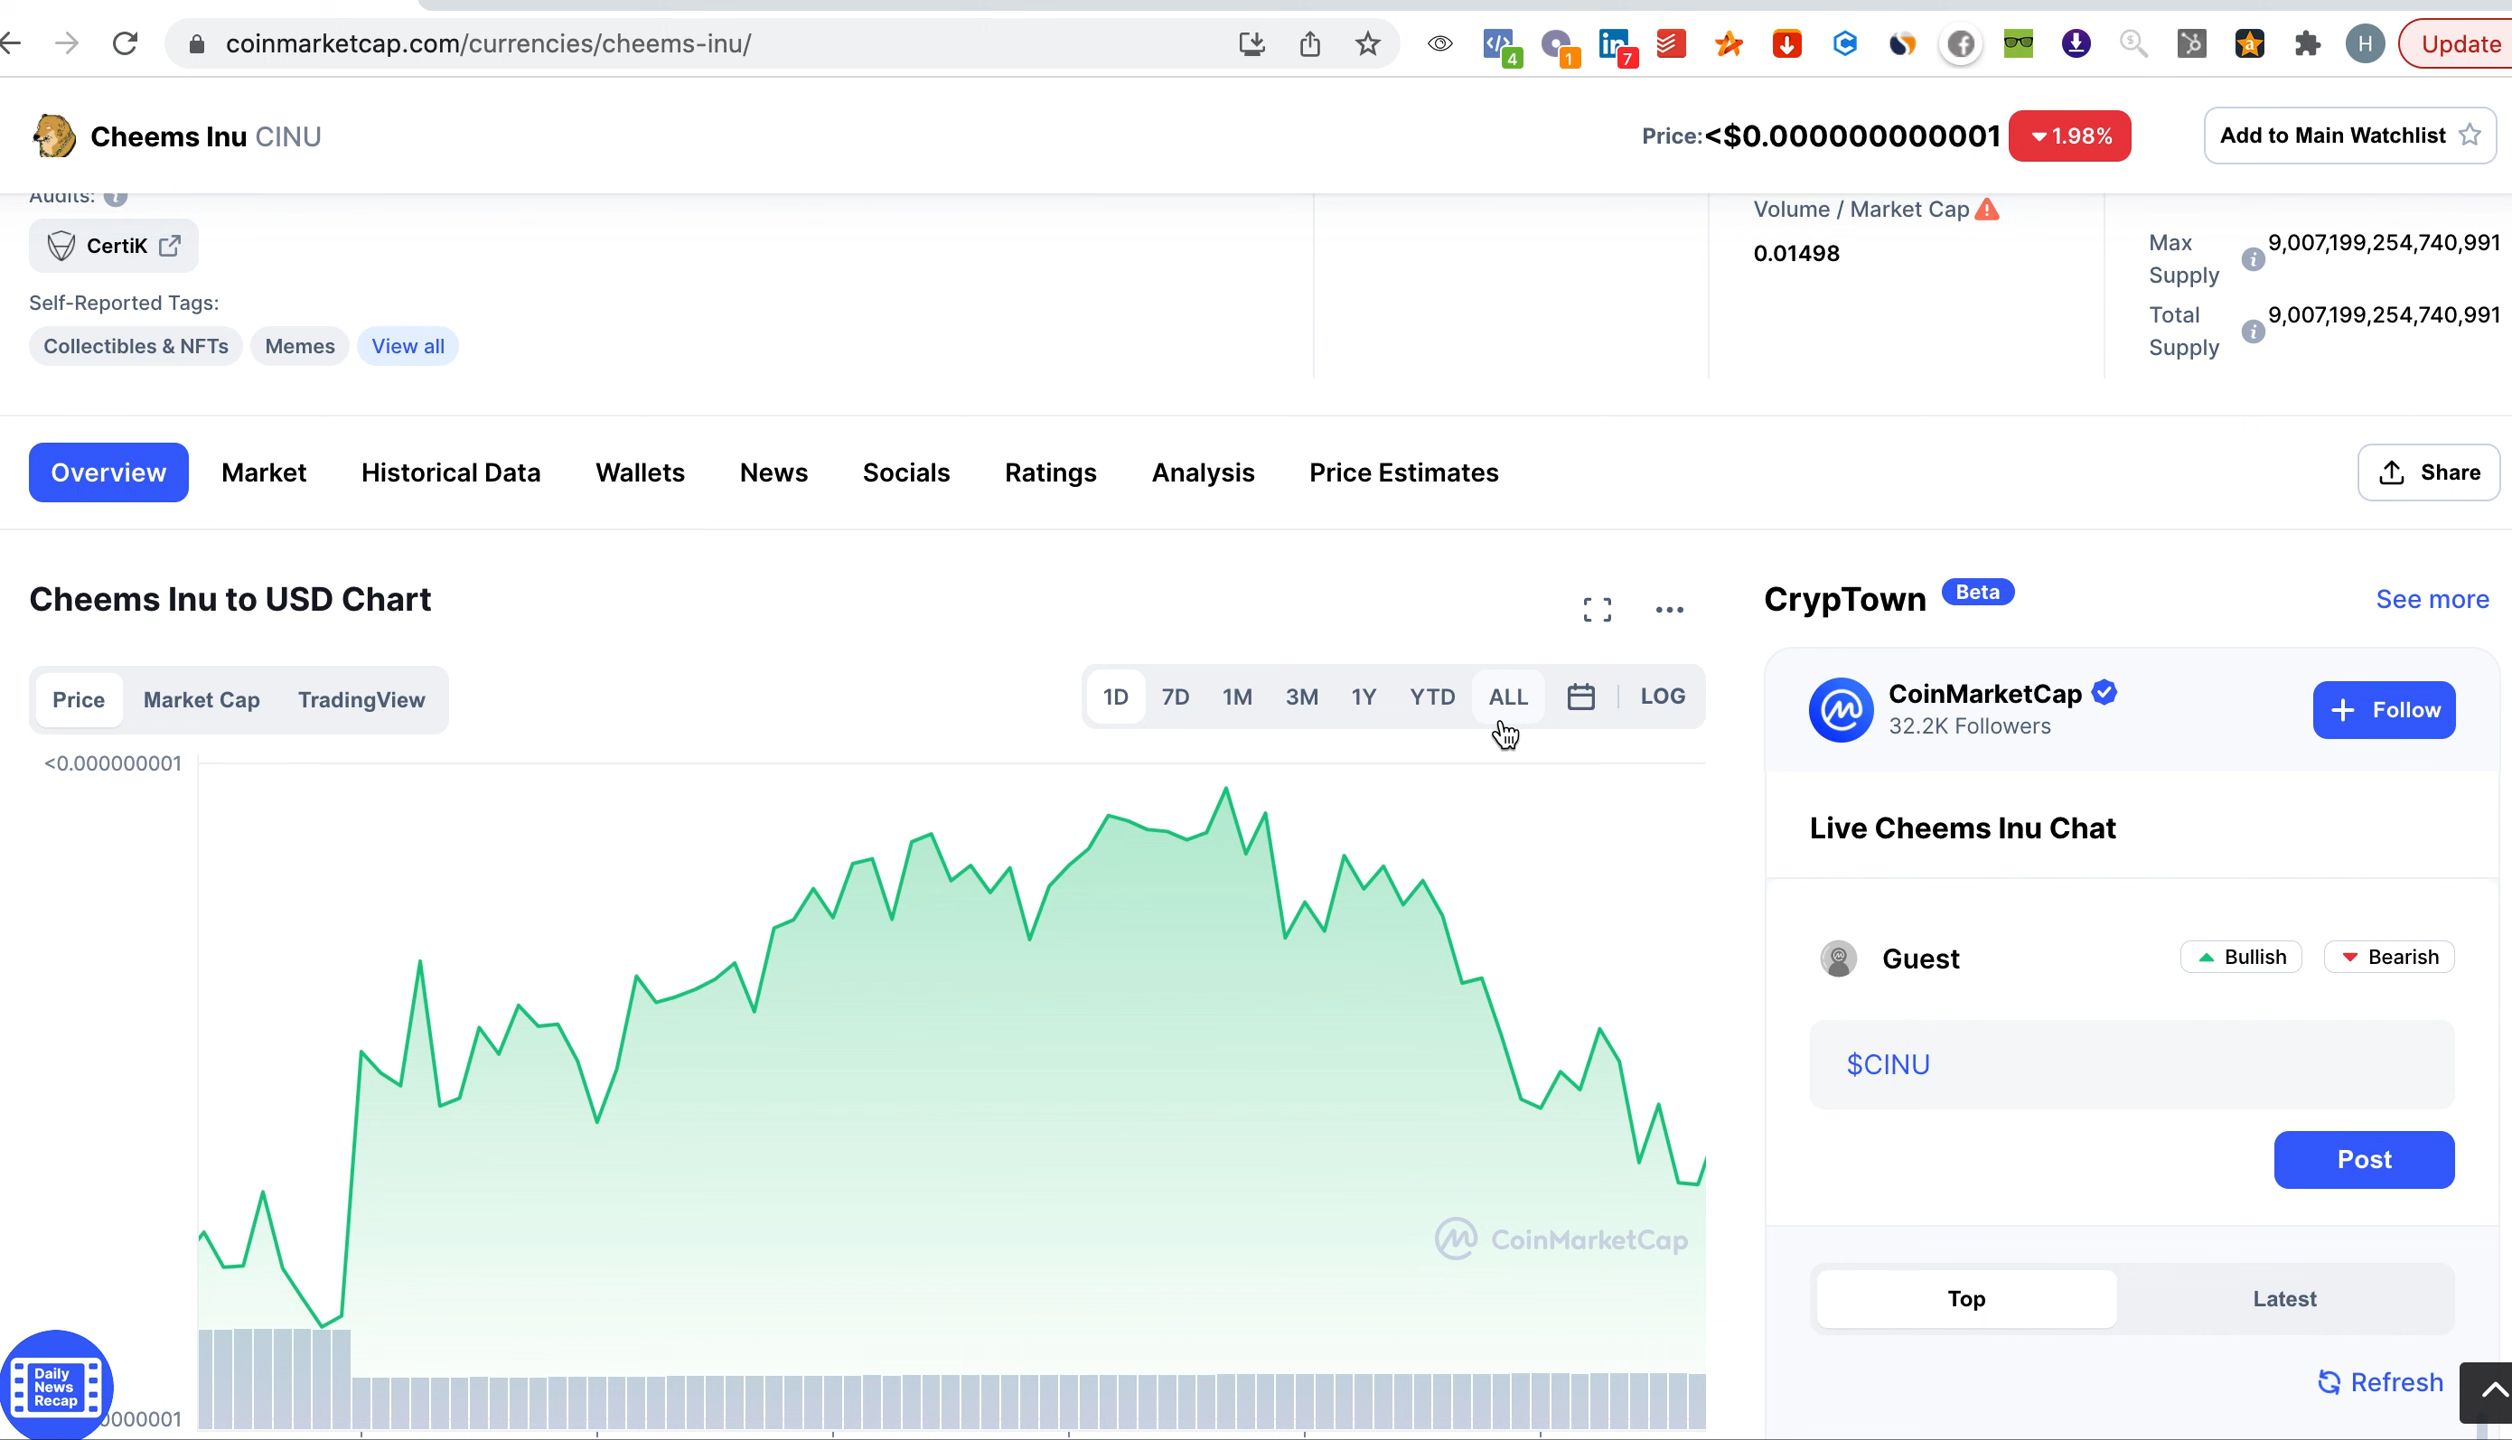 coinmarketcap.com/currencies/cheems-inu/
4
1
7
H
Update
Cheems Inu CINU
Price:<$0.000000000001
1.98%
Add to Main Watchlist
Audits:
CertiK
Self-Reported Tags:
Collectibles & NFTs
Memes
View all
Volume / Market Cap
0.01498
Max Supply
9,007,199,254,740,991
Total Supply
9,007,199,254,740,991
Overview
Market
Historical Data
Wallets
News
Socials
Ratings
Analysis
Price Estimates
Share
Cheems Inu to USD Chart
Price
Market Cap
TradingView
1D
7D
1M
3M
1Y
YTD
ALL
LOG
<0.000000001
CoinMarketCap
Daily
News
Recap
0000001
CrypTown
Beta
See more
CoinMarketCap
32.2K Followers
+ Follow
Live Cheems Inu Chat
Guest
Bullish
Bearish
$CINU
Post
Top
Latest
Refresh